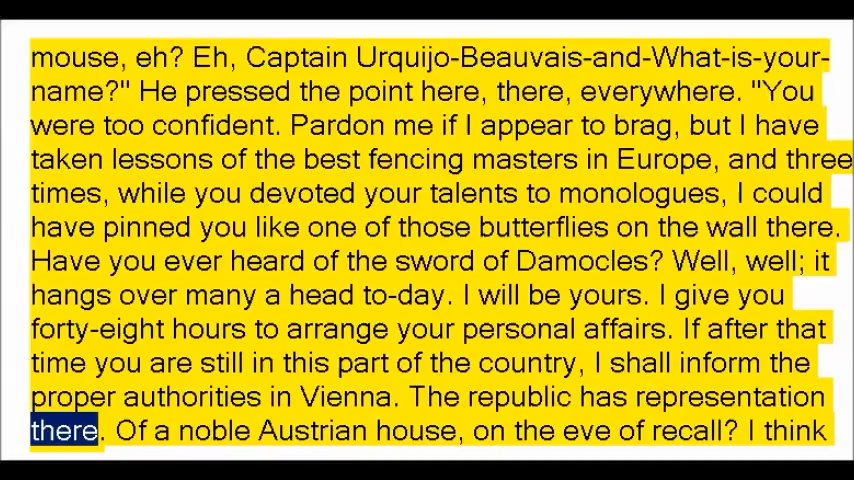 mouse, eh? Eh, Captain Urquijo-Beauvais-and-What-is-your-
name?" He pressed the point here, there, everywhere. "You
were too confident. Pardon me if I appear to brag, but I have
taken lessons of the best fencing masters in Europe, and three
times, while you devoted your talents to monologues, I could
have pinned you like one of those butterflies on the wall there.
Have you ever heard of the sword of Damocles? Well, well; it
hangs over many a head to-day. I will be yours. I give you
forty-eight hours to arrange your personal affairs. If after that
time you are still in this part of the country, I shall inform the
proper authorities in Vienna. The republic has representation
there. Of a noble Austrian house, on the eve of recall? I think